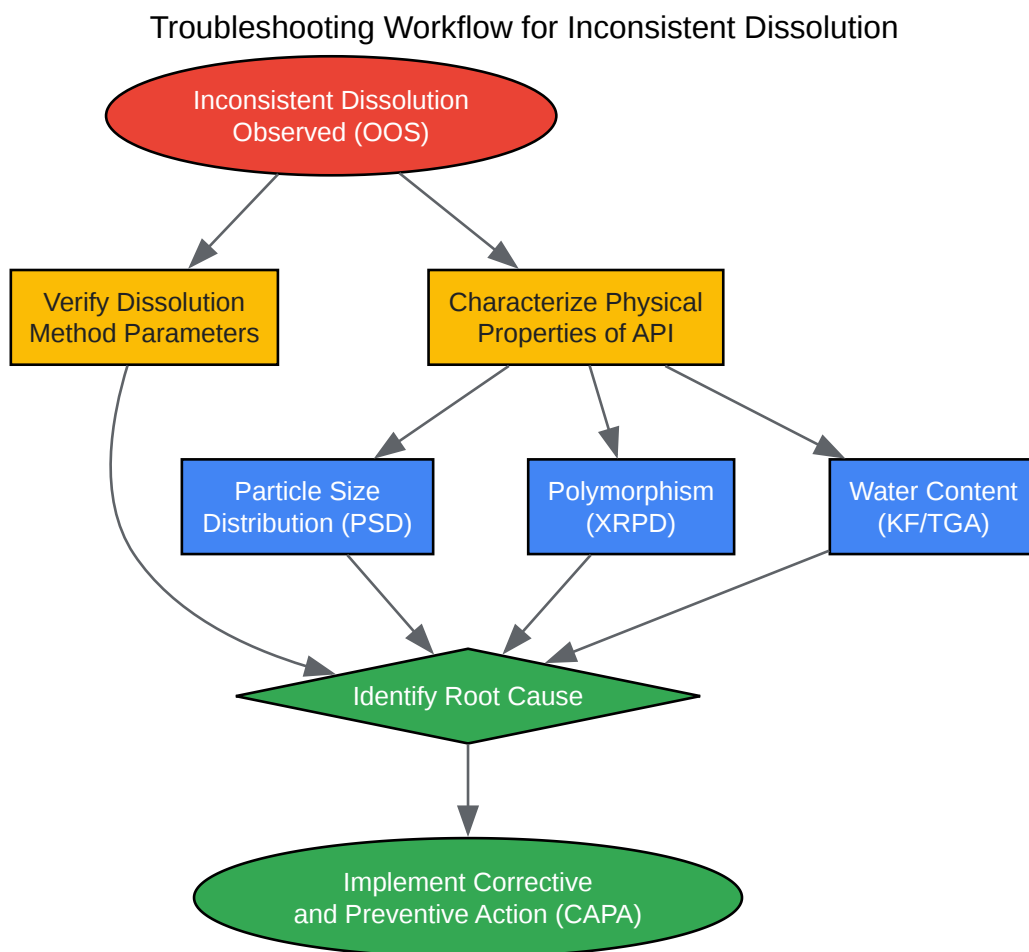 Troubleshooting Workflow for Inconsistent Dissolution
Inconsistent Dissolution
Observed (OOS)
Verify Dissolution
Method Parameters
Characterize Physical
Properties of API
Particle Size
Distribution (PSD)
Polymorphism
(XRPD)
Water Content
(KF/TGA)
Identify Root Cause
Implement Corrective
and Preventive Action (CAPA)